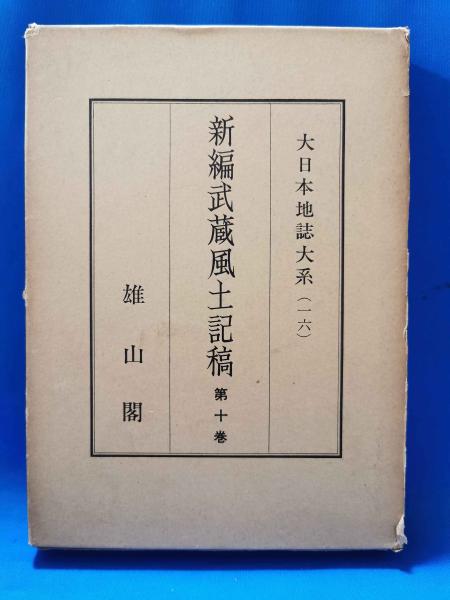 大日本地誌大系(一六)
新編武蔵風土記稿 第十巻
雄山閣